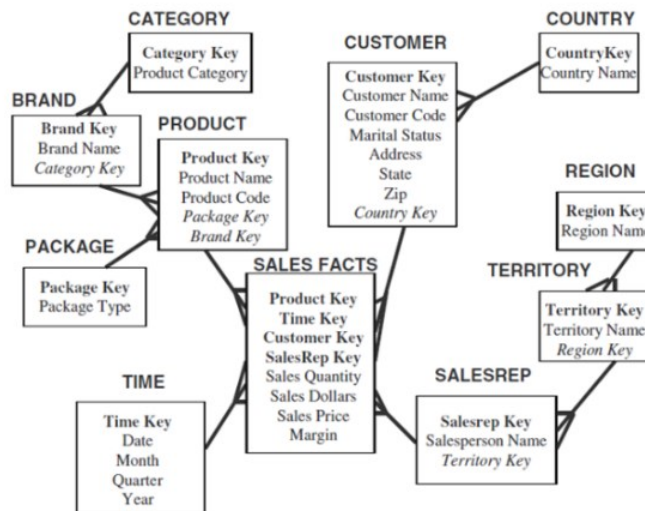 CATEGORY
Category Key
Product Category
BRAND
Brand Key
Brand Name
Category Key
PRODUCT
Product Key
Product Name
Product Code
Package Key
Brand Key
PACKAGE
Package Key
Package Type
CUSTOMER
Customer Key
Customer Name
Customer Code
Marital Status
Address
State
Zip
Country Key
COUNTRY
CountryKey
Country Name
REGION
Region Key
Region Name
TERRITORY
Territory Key
Territory Name
Region Key
SALES FACTS
Product Key
Time Key
Customer Key
SalesRep Key
Sales Quantity
Sales Dollars
Sales Price
Margin
TIME
Time Key
Date
Month
Quarter
Year
SALESREP
Salesrep Key
Salesperson Name
Territory Key